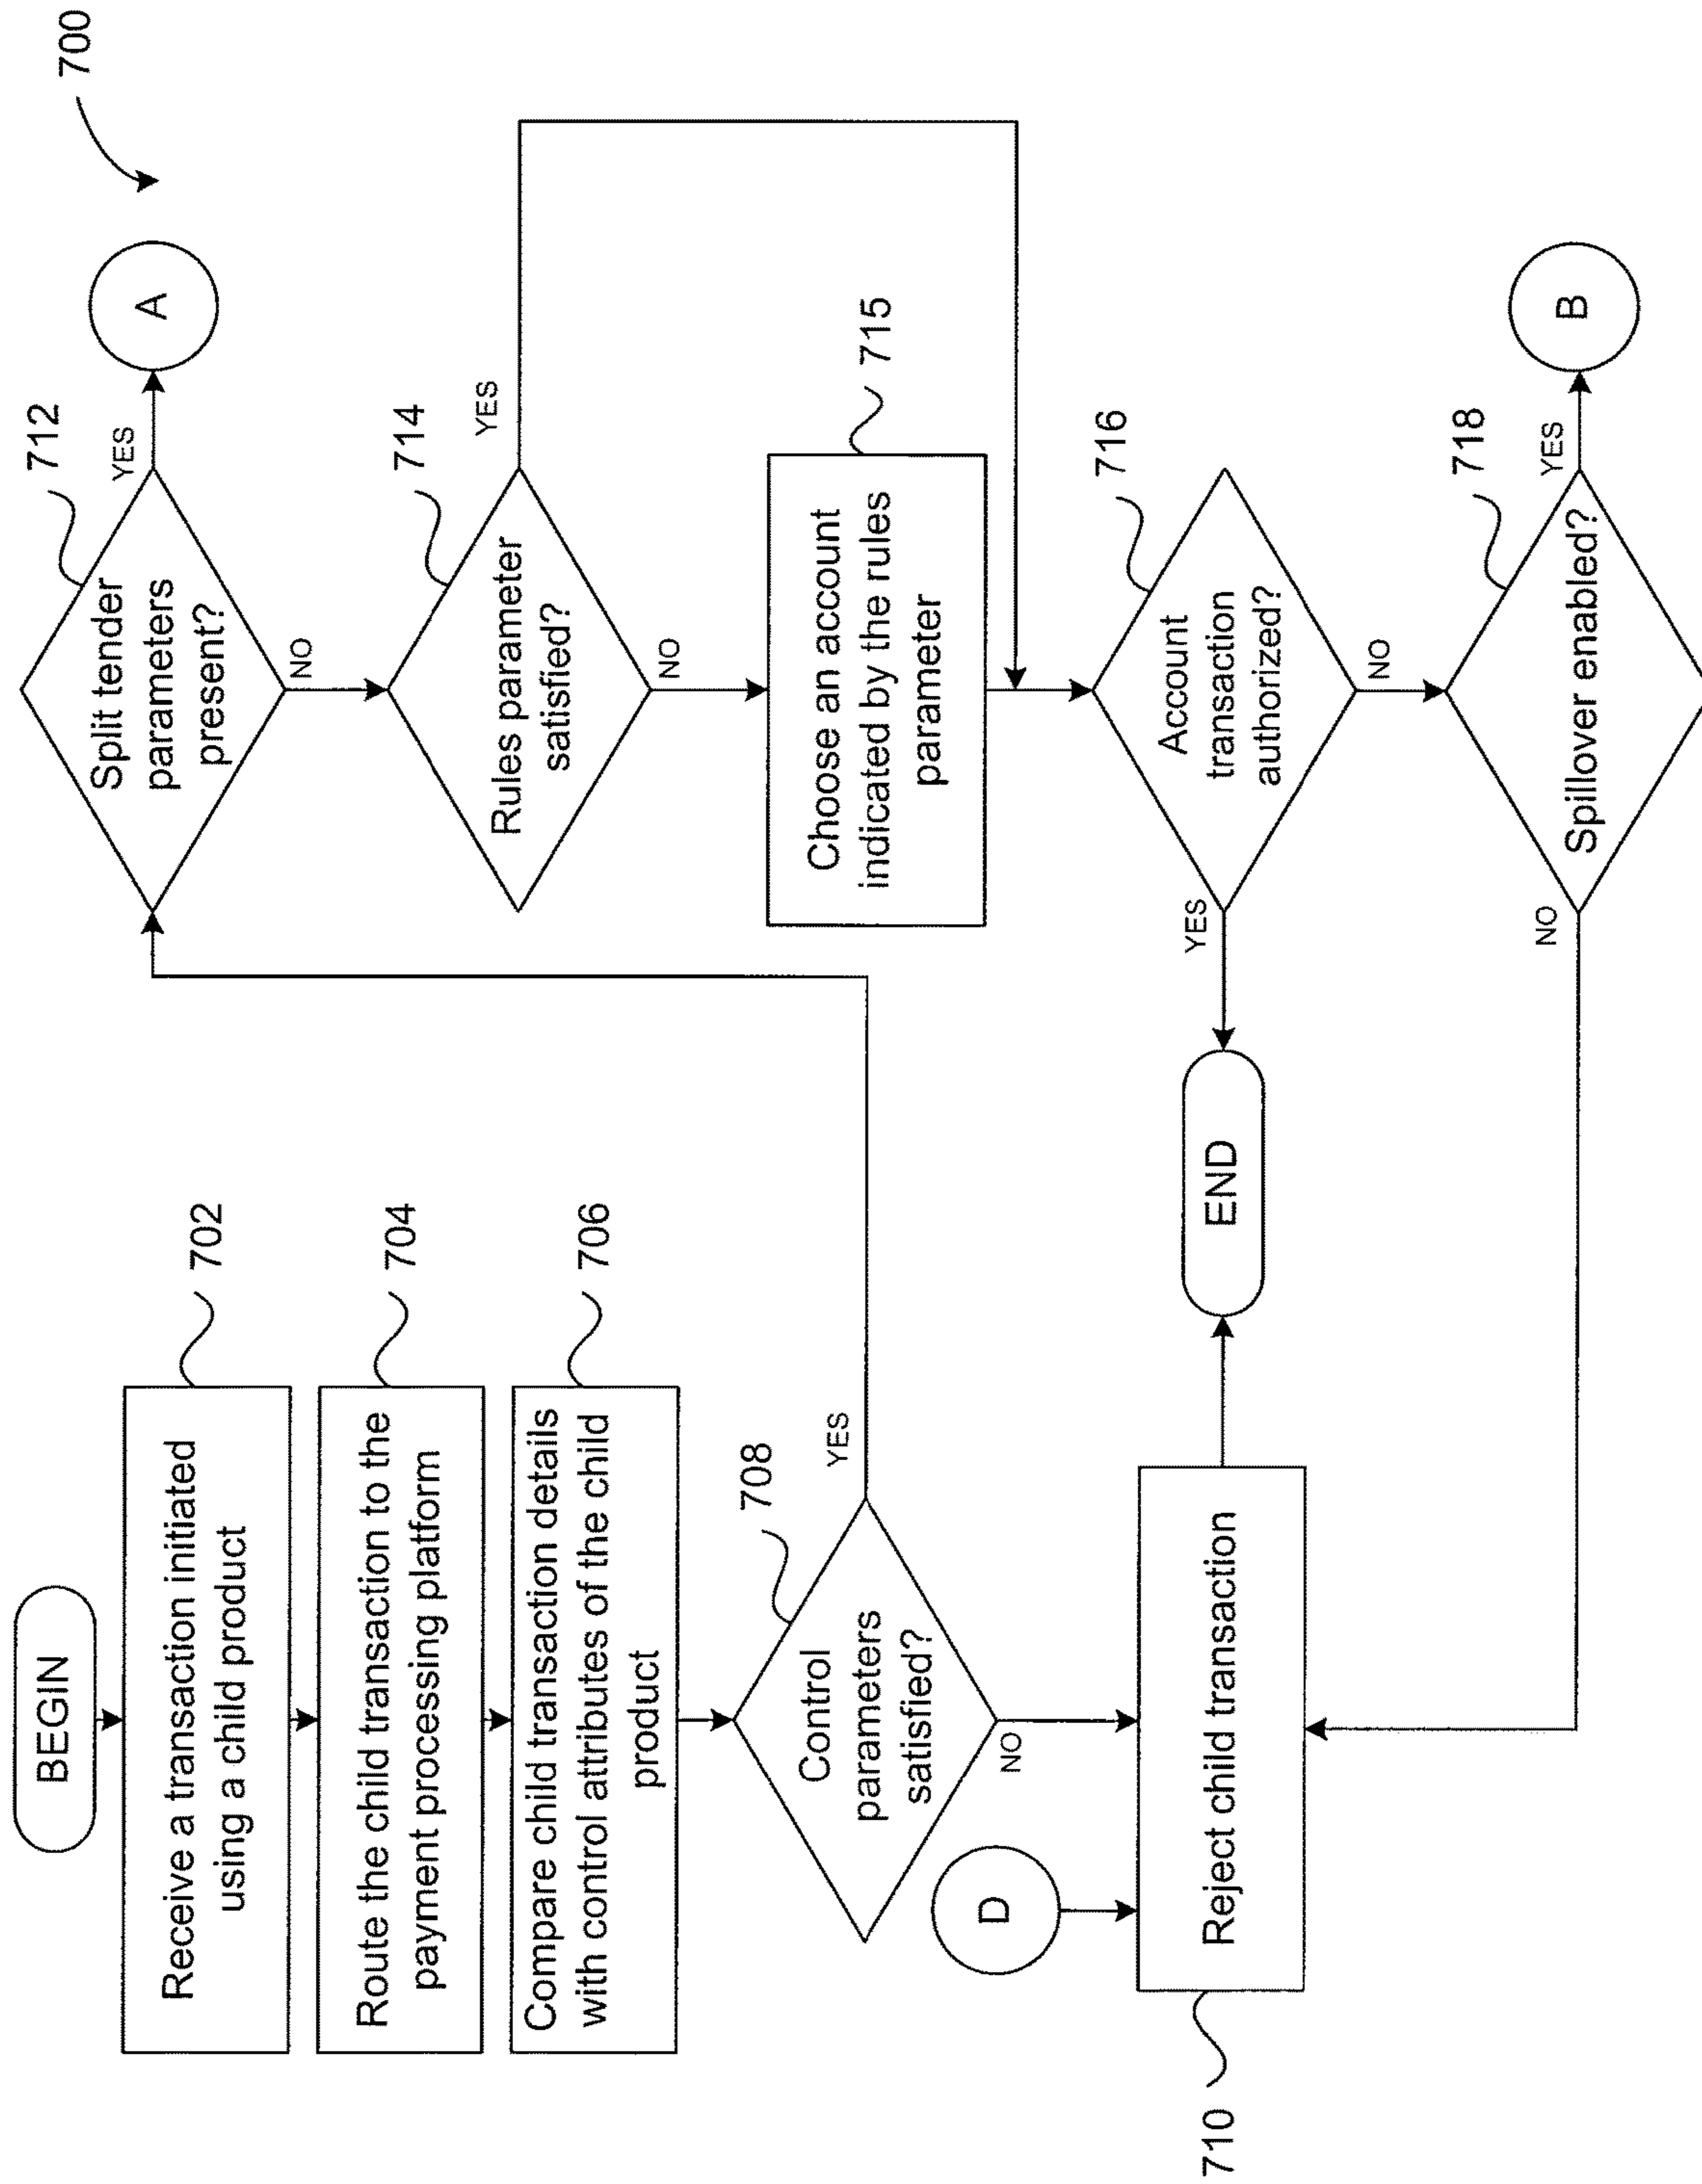 700
BEGIN
Receive a transaction initiated
using a child product
702
Route the child transaction to the
payment processing platform
704
Compare child transaction details
with control attributes of the child
product
706
Control
parameters
satisfied?
708
YES
NO
D
Reject child transaction
710
END
Split tender
parameters
present?
712
YES
A
NO
Rules parameter
satisfied?
714
YES
NO
Choose an account
indicated by the rules
parameter
715
Account
transaction
authorized?
716
YES
NO
Spillover enabled?
718
YES
B
NO